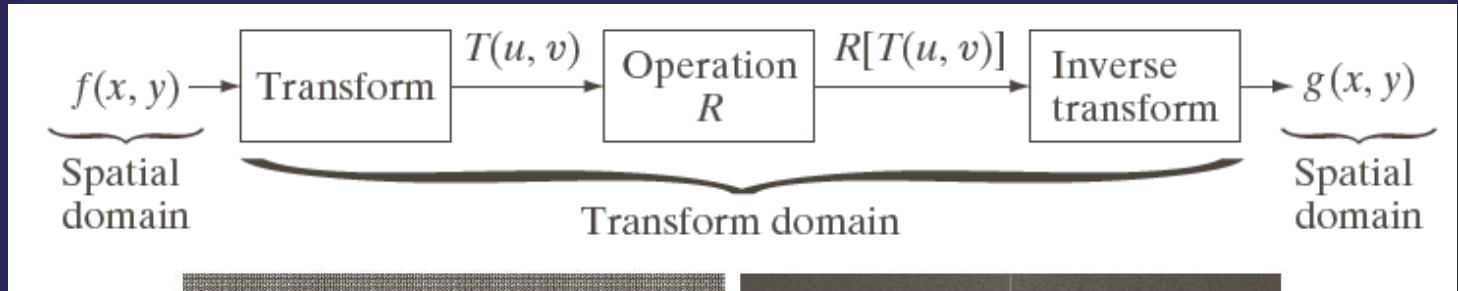 f(x, y)
Transform
T(u, v)
Operation
R
R[T(u, v)]
Inverse
transform
g(x, y)
Spatial
domain
Transform domain
Spatial
domain